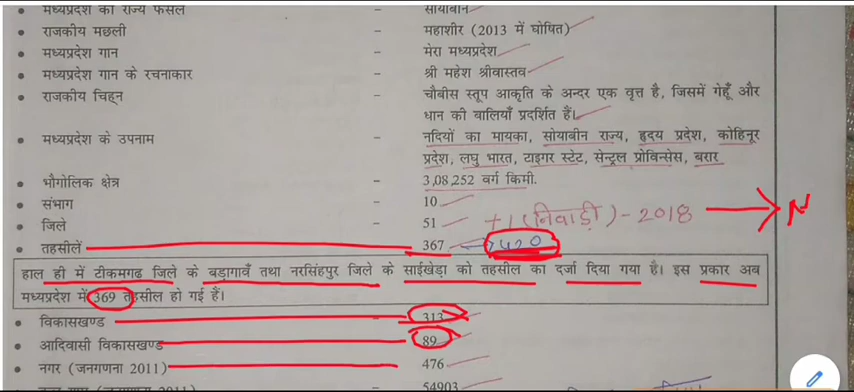 मध्यप्रदेश की राज्य फसल - सोयाबीन
राजकीय मछली - महाशीर (2013 में घोषित)
मध्यप्रदेश गान - मेरा मध्यप्रदेश
मध्यप्रदेश गान के रचनाकार - श्री महेश श्रीवास्तव
राजकीय चिह्न - चौबीस स्तूप आकृति के अन्दर एक वृत्त है, जिसमें गेहूँ और
धान की बालियाँ प्रदर्शित हैं।
मध्यप्रदेश के उपनाम - नदियों का मायका, सोयाबीन राज्य, हृदय प्रदेश, कोहिनूर
प्रदेश, लघु भारत, टाइगर स्टेट, सेन्ट्रल प्रोविन्सेस, बरार
भौगोलिक क्षेत्र - 3,08,252 वर्ग किमी.
संभाग - 10
जिले - 51 +1 (निवाड़ी) - 2018 → N
तहसीलें 367 420
हाल ही में टीकमगढ जिले के बड़ागावँ तथा नरसिंहपुर जिले के साईखेड़ा को तहसील का दर्जा दिया गया है। इस प्रकार अब
मध्यप्रदेश में 369 तहसील हो गई हैं।
विकासखण्ड 313
आदिवासी विकासखण्ड 89
नगर (जनगणना 2011) 476
54903